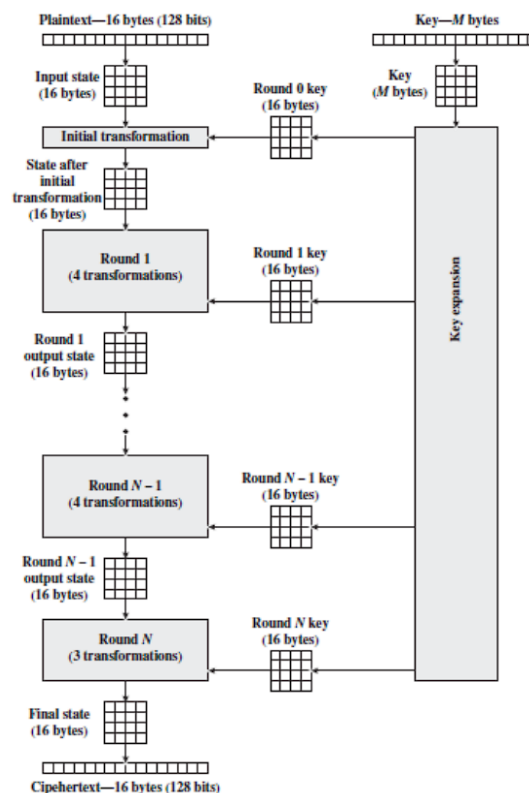 Plaintext—16 bytes (128 bits)
Key—M bytes
Input state
(16 bytes)
Key
(M bytes)
Round 0 key
(16 bytes)
Initial transformation
State after
initial
transformation
(16 bytes)
Round 1
(4 transformations)
Round 1 key
(16 bytes)
Key expansion
Round 1
output state
(16 bytes)
Round N – 1
(4 transformations)
Round N – 1 key
(16 bytes)
Round N – 1
output state
(16 bytes)
Round N
(3 transformations)
Round N key
(16 bytes)
Final state
(16 bytes)
Cipehertext—16 bytes (128 bits)